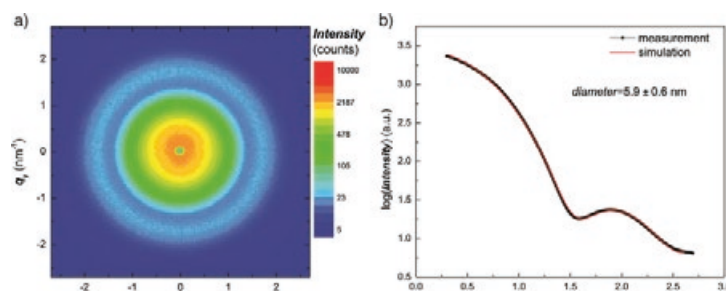 a)
Intensity
(counts)
10000
2187
478
105
23
5
q
(nm⁻¹)
2
1
0
-1
-2
-2
-1
0
1
2
b)
measurement
simulation
diameter=5.9 ± 0.6 nm
log(Intensity) (a.u.)
3.5
3.0
2.5
2.0
1.5
1.0
0.5
0.0
0.5
1.0
1.5
2.0
2.5